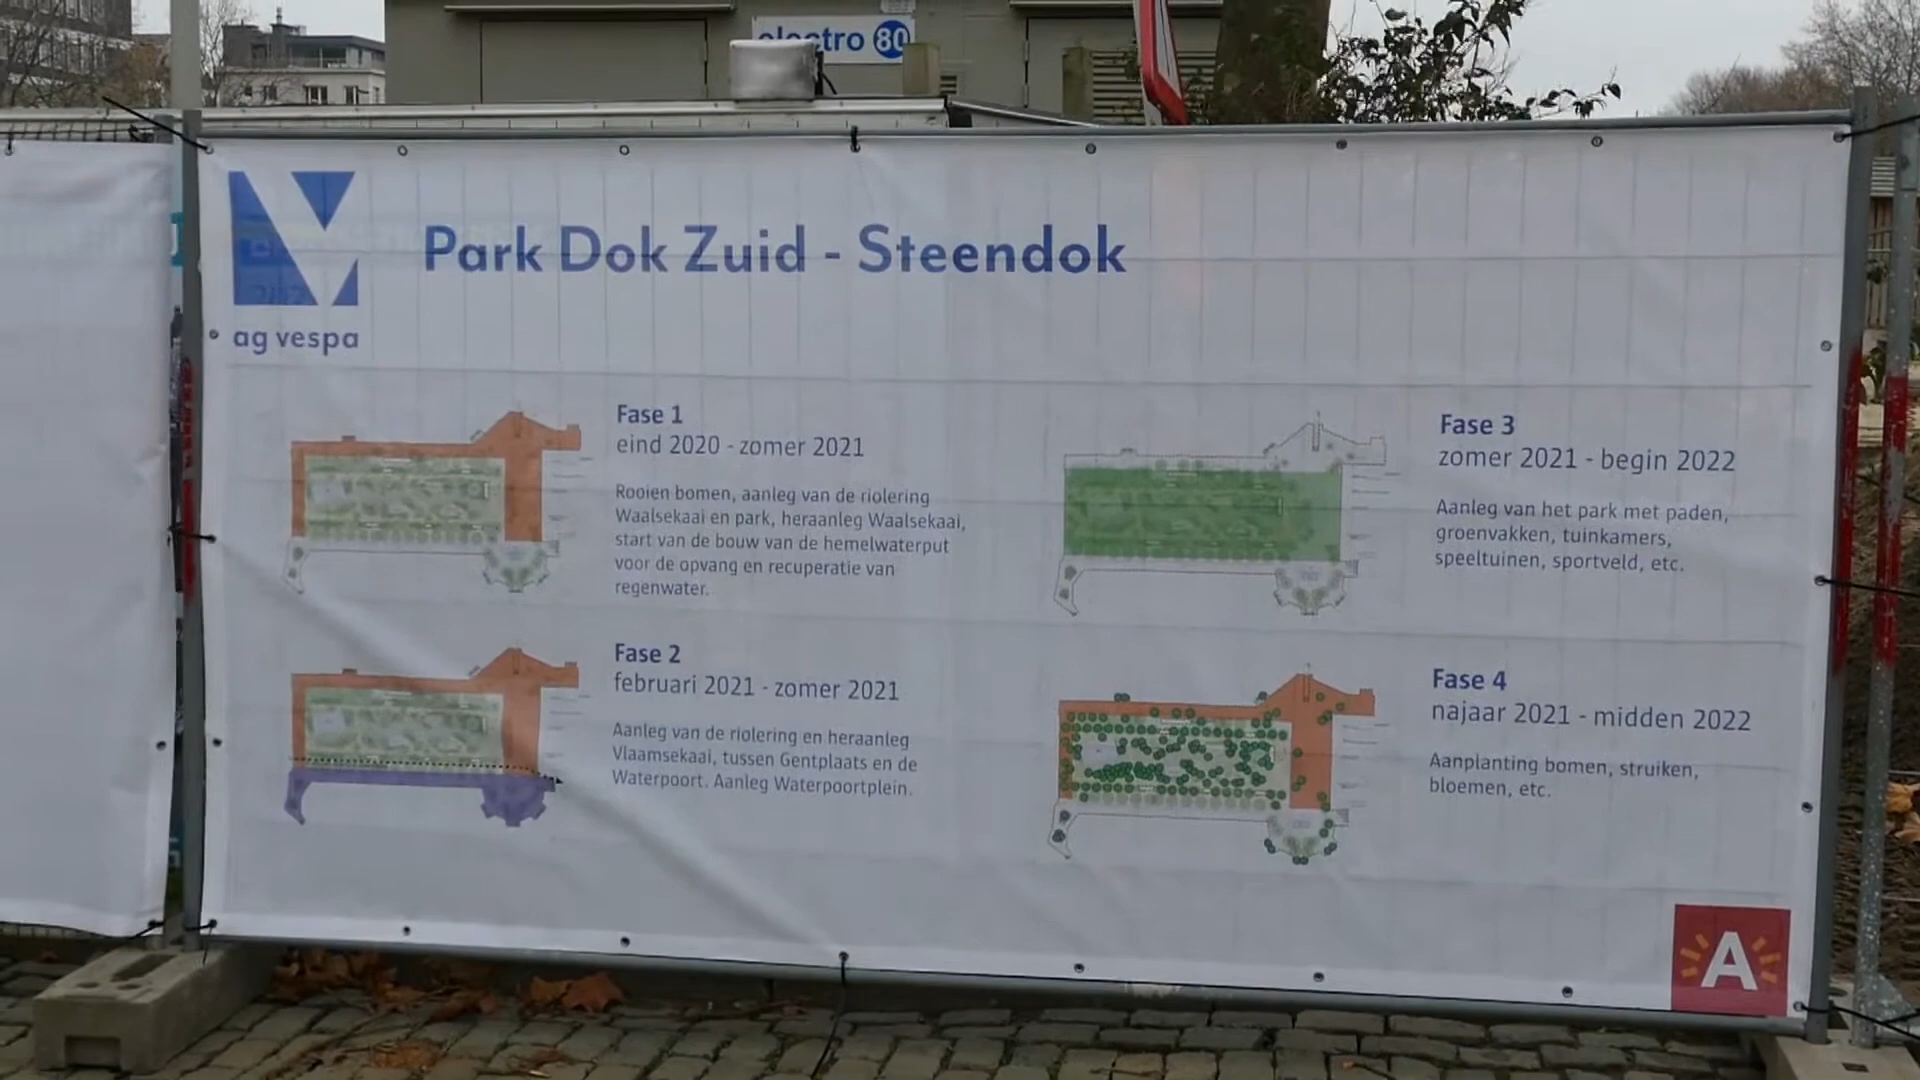 electro 80
Park Dok Zuid - Steendok
ag vespa
Fase 1
eind 2020 - zomer 2021
Rooien bomen, aanleg van de riolering
Waalsekaai en park, heraanleg Waalsekaai,
start van de bouw van de hemelwaterput
voor de opvang en recuperatie van
regenwater.
Fase 2
februari 2021 - zomer 2021
Aanleg van de riolering en heraanleg
Vlaamsekaai, tussen Gentplaats en de
Waterpoort. Aanleg Waterpoortplein.
Fase 3
zomer 2021 - begin 2022
Aanleg van het park met paden,
groenvakken, tuinkamers,
speeltuinen, sportveld, etc.
Fase 4
najaar 2021 - midden 2022
Aanplanting bomen, struiken,
bloemen, etc.
A